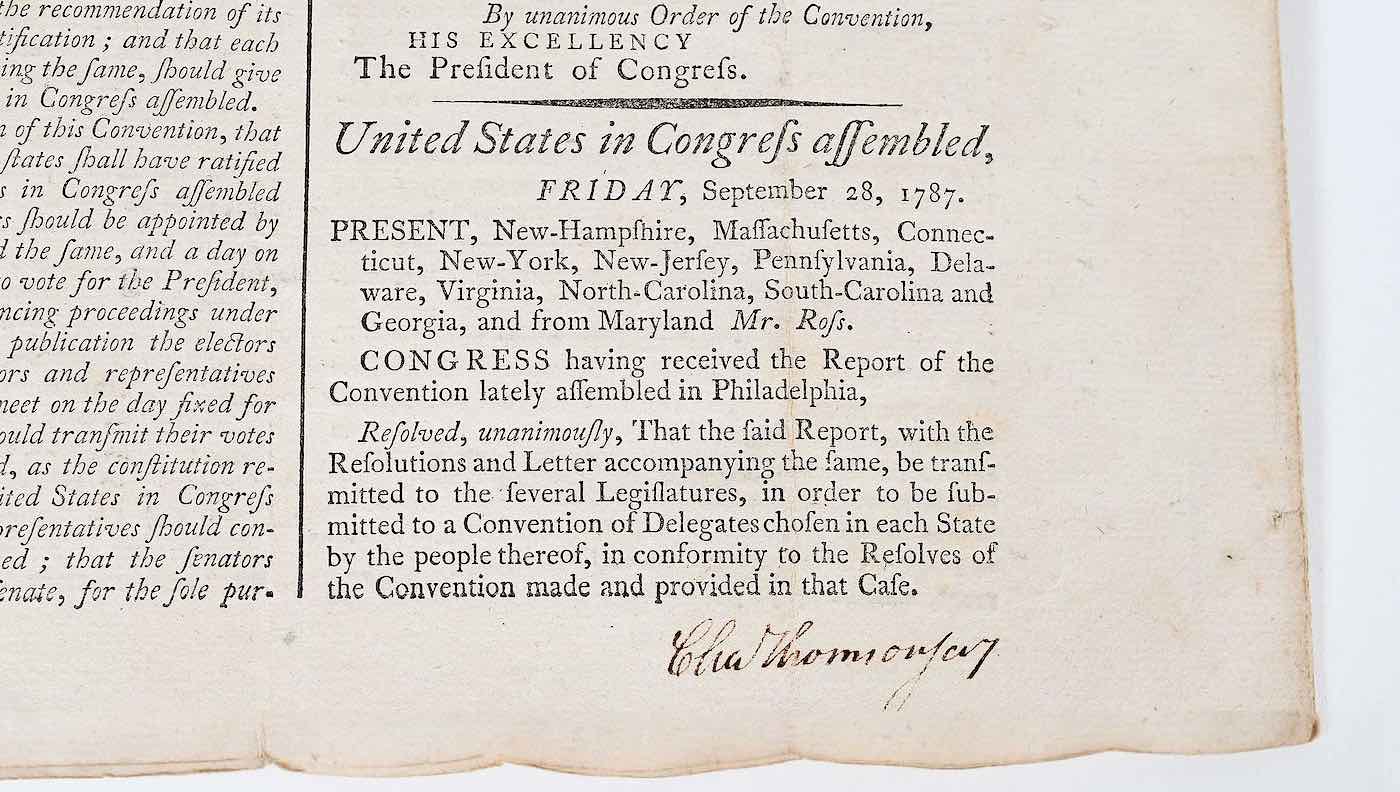 the recommendation of its
tification ; and that each
ing the ſame, ſhould give
in Congreſs aſſembled.
of this Convention, that
ſtates ſhall have ratified
s in Congreſs aſſembled
s ſhould be appointed by
the ſame, and a day on
o vote for the Preſident,
ncing proceedings under
publication the electors
ors and repreſentatives
meet on the day fixed for
ould tranſmit their votes
d, as the conſtitution re-
ited States in Congreſs
preſentatives ſhould con-
ed ; that the ſenators
enate, for the ſole pur-
By unanimous Order of the Convention,
HIS EXCELLENCY
The Preſident of Congreſs.
United States in Congreſs aſſembled,
FRIDAY, September 28, 1787.
PRESENT, New-Hampſhire, Maſſachuſetts, Connec-
ticut, New-York, New-Jerſey, Pennſylvania, Dela-
ware, Virginia, North-Carolina, South-Carolina and
Georgia, and from Maryland Mr. Roſs.
CONGRESS having received the Report of the
Convention lately aſſembled in Philadelphia,
Reſolved, unanimouſly, That the ſaid Report, with the
Reſolutions and Letter accompanying the ſame, be tranſ-
mitted to the ſeveral Legiſlatures, in order to be ſub-
mitted to a Convention of Delegates choſen in each State
by the people thereof, in conformity to the Reſolves of
the Convention made and provided in that Caſe.
Chas Thomson secy